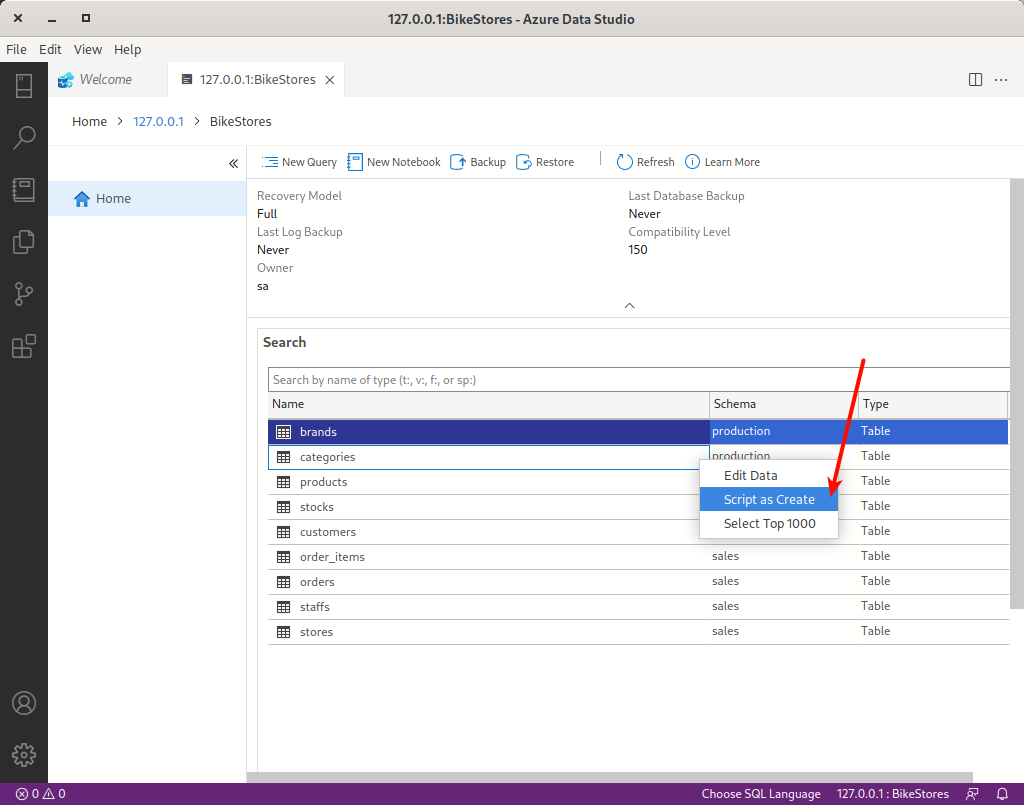 127.0.0.1:BikeStores - Azure Data Studio
File Edit View Help
Welcome 127.0.0.1:BikeStores
Home > 127.0.0.1 > BikeStores
New Query New Notebook Backup Restore Refresh Learn More
Home
Recovery Model Last Database Backup
Full Never
Last Log Backup Compatibility Level
Never 150
Owner
sa
Search
Search by name of type (t:, v:, f:, or sp:)
Name Schema Type
brands production Table
categories production Table
products Table
stocks Table
customers Table
Edit Data
Script as Create
Select Top 1000
order_items sales Table
orders sales Table
staffs sales Table
stores sales Table
0 0 Choose SQL Language 127.0.0.1 : BikeStores